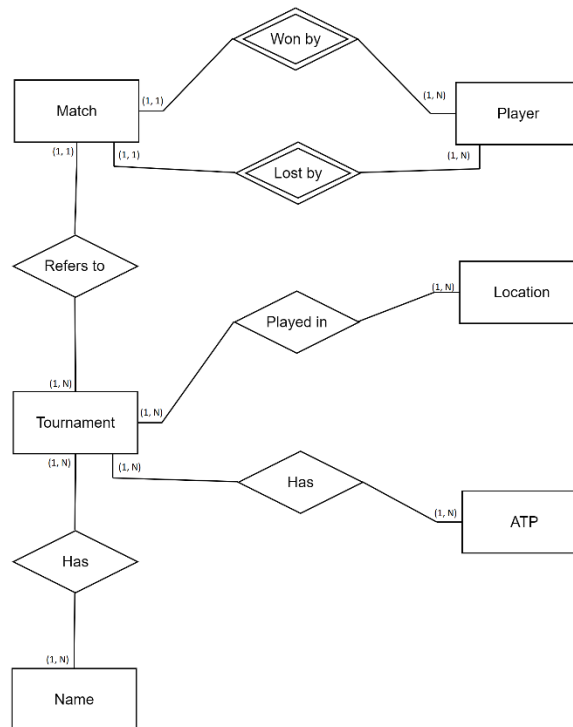 Won by
Match
(1, 1)
(1, N)
Player
(1, 1)
(1, 1)
Lost by
(1, N)
Refers to
Played in
(1, N)
Location
(1, N)
Tournament
(1, N)
(1, N)
(1, N)
Has
(1, N)
ATP
Has
(1, N)
Name